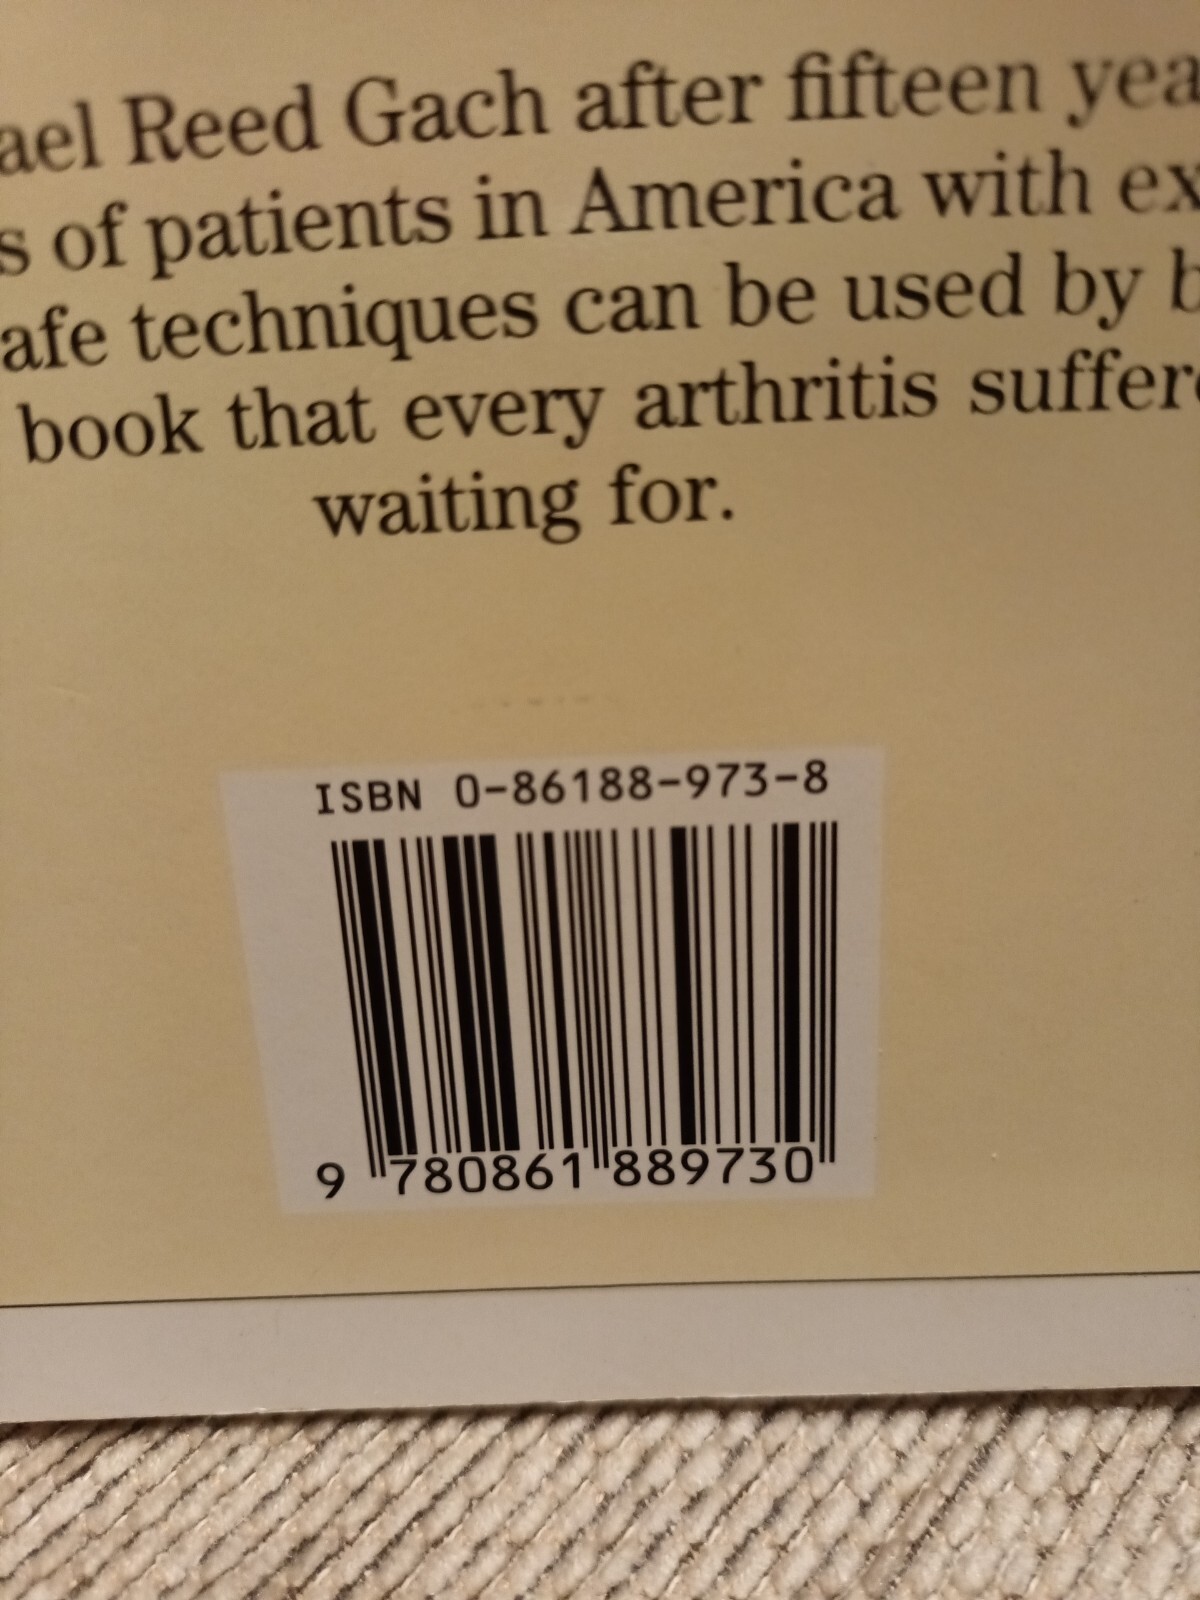 ael Reed Gach after fifteen yea
s of patients in America with ex
afe techniques can be used by b
book that every arthritis suffere
waiting for.
ISBN 0-86188-973-8
9 780861 889730